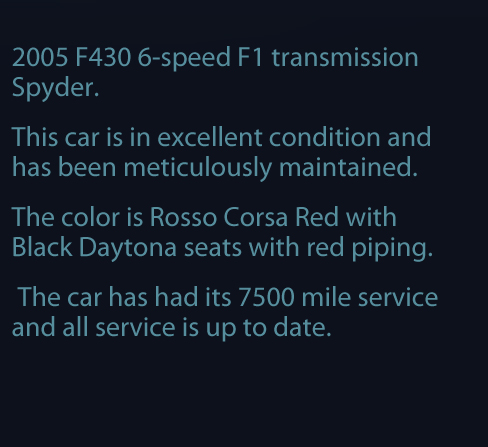 2005 F430 6-speed F1 transmission
Spyder.
This car is in excellent condition and
has been meticulously maintained.
The color is Rosso Corsa Red with
Black Daytona seats with red piping.
The car has had its 7500 mile service
and all service is up to date.